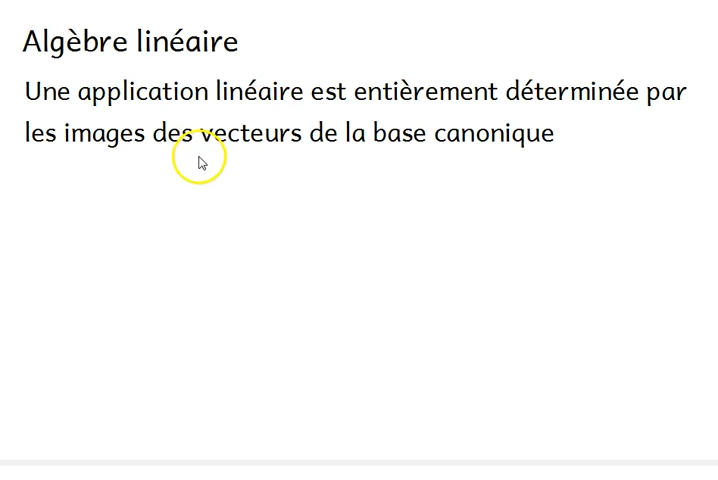 Algèbre linéaire
Une application linéaire est entièrement déterminée par
les images des vecteurs de la base canonique